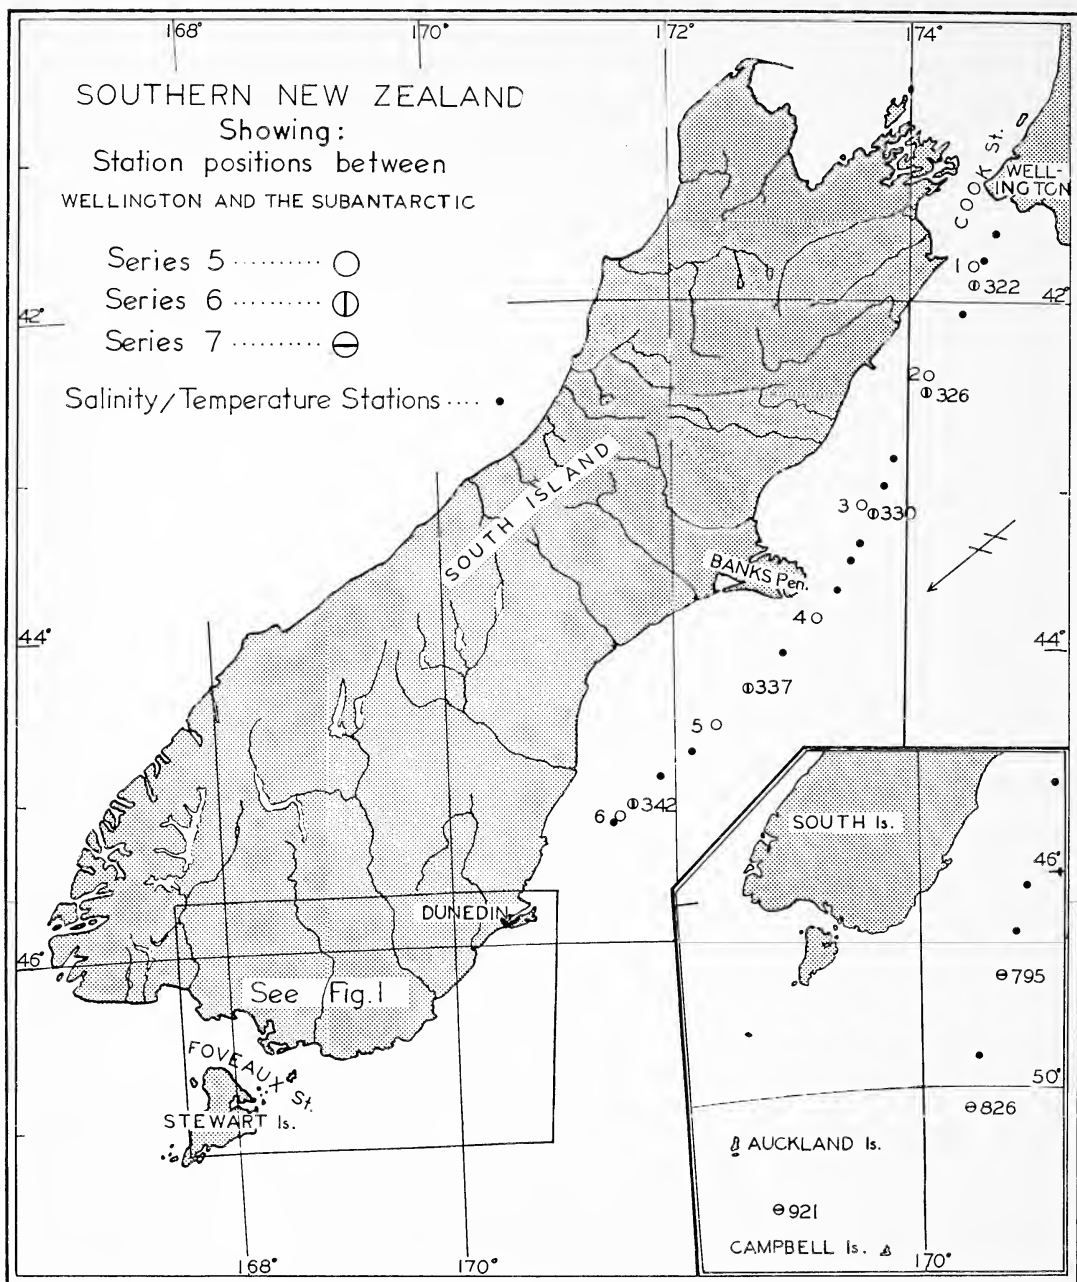 168° 170° 172° 174°
SOUTHERN NEW ZEALAND
Showing:
Station positions between
WELLINGTON AND THE SUBANTARCTIC
Series 5 ..........
Series 6 ..........
Series 7 ..........
Salinity/Temperature Stations ....
COOK St.
WELL-
INGTON
1
322
42°
42°
2
326
SOUTH ISLAND
3
330
BANKS Pen.
4
44°
44°
337
5
342
6
SOUTH Is.
46°
DUNEDIN
46°
795
See Fig. 1
FOVEAUX St.
50°
826
STEWART Is.
AUCKLAND Is.
921
CAMPBELL Is.
168° 170° 170°